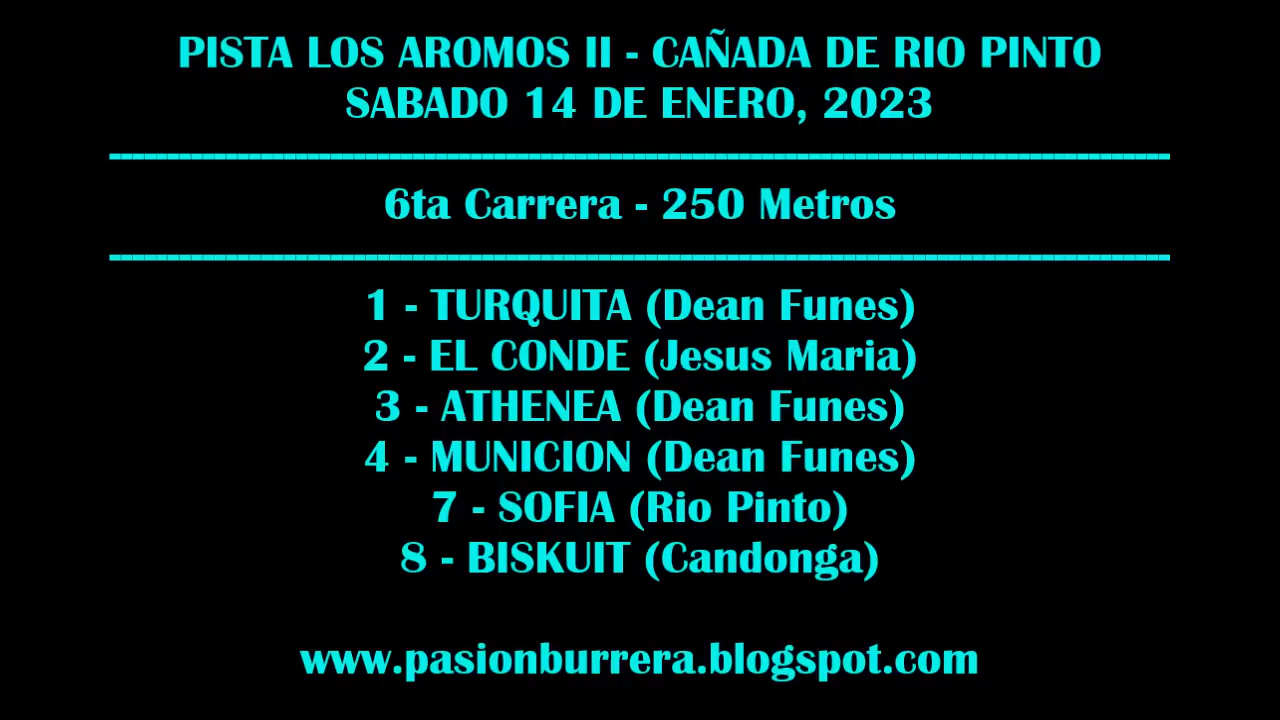 PISTA LOS AROMOS II - CAÑADA DE RIO PINTO
SABADO 14 DE ENERO, 2023
6ta Carrera - 250 Metros
1 - TURQUITA (Dean Funes)
2 - EL CONDE (Jesus Maria)
3 - ATHENEA (Dean Funes)
4 - MUNICION (Dean Funes)
7 - SOFIA (Rio Pinto)
8 - BISKUIT (Candonga)
www.pasionburrera.blogspot.com